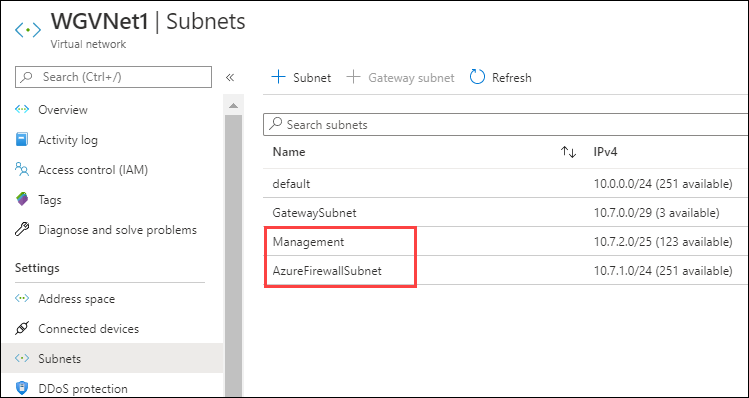 WGVNet1 | Subnets
Virtual network
Search (Ctrl+/)
«
Overview
Activity log
Access control (IAM)
Tags
Diagnose and solve problems
Settings
Address space
Connected devices
Subnets
DDoS protection
+ Subnet + Gateway subnet Refresh
Search subnets
Name ↑↓ IPv4
default 10.0.0.0/24 (251 available)
GatewaySubnet 10.7.0.0/29 (3 available)
Management 10.7.2.0/25 (123 available)
AzureFirewallSubnet 10.7.1.0/24 (251 available)